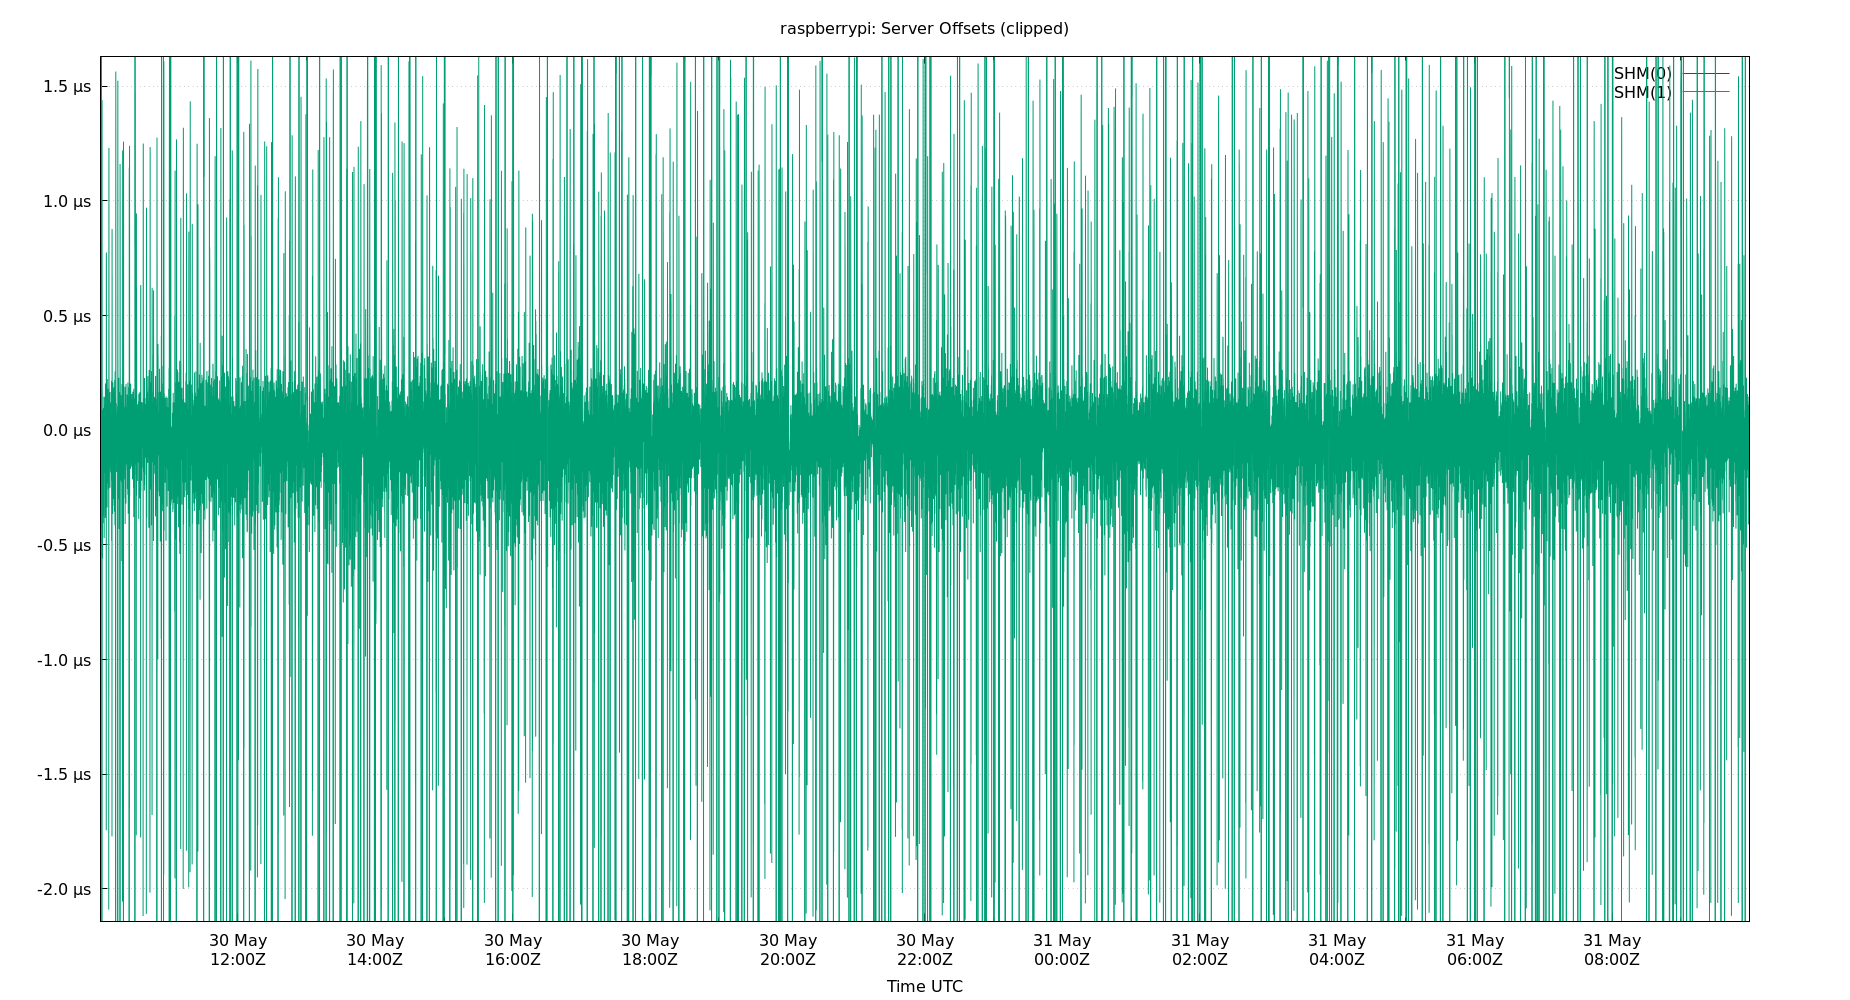 raspberrypi: Server Offsets (clipped)
SHM(0)
SHM(1)
1.5 µs
1.0 µs
0.5 µs
0.0 µs
-0.5 µs
-1.0 µs
-1.5 µs
-2.0 µs
30 May 30 May 30 May 30 May 30 May 30 May 31 May 31 May 31 May 31 May 31 May
12:00Z 14:00Z 16:00Z 18:00Z 20:00Z 22:00Z 00:00Z 02:00Z 04:00Z 06:00Z 08:00Z
Time UTC